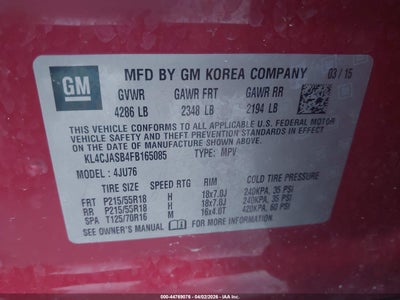 GM
MFD BY GM KOREA COMPANY 03/15
GVWR GAWR FRT GAWR RR
4286 LB 2348 LB 2194 LB
THIS VEHICLE CONFORMS TO ALL APPLICABLE U.S. FEDERAL MOTOR
VEHICLE SAFETY AND THEFT PREVENTION STANDARDS IN EFFECT
ON THE DATE OF MANUFACTURE SHOWN ABOVE.
KL4CJASB4FB165085 TYPE: MPV
MODEL: 4JU76
TIRE SIZE SPEED RTG RIM COLD TIRE PRESSURE
FRT P215/55R18 H 18x7.0J 240KPA, 35 PSI
RR P215/55R18 H 18x7.0J 240KPA, 35 PSI
SPA T125/70R16 M 16x4.0T 420KPA, 60 PSI
SEE OWNER'S MANUAL FOR ADDITIONAL INFORMATION.
ID: 44769076 - 04/02/2026 - © IAA, Inc.